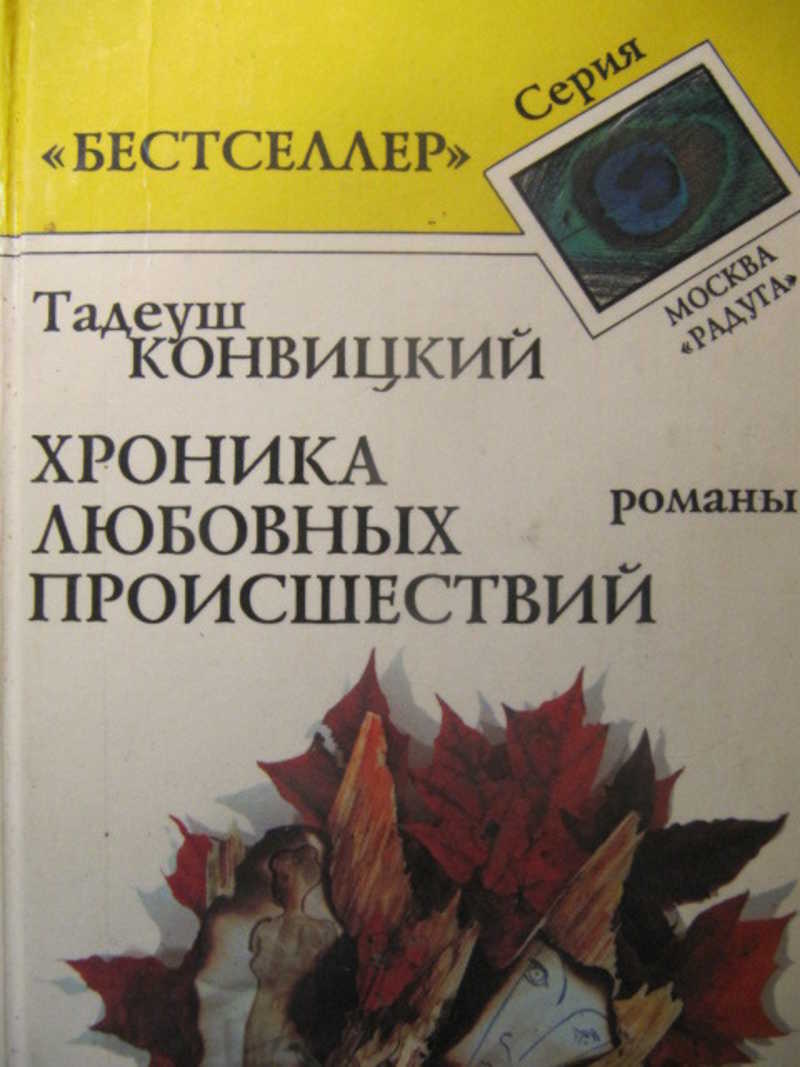 Серия
«БЕСТСЕЛЛЕР»
МОСКВА
«РАДУГА»
Тадеуш
КОНВИЦКИЙ
ХРОНИКА
ЛЮБОВНЫХ
ПРОИСШЕСТВИЙ
романы